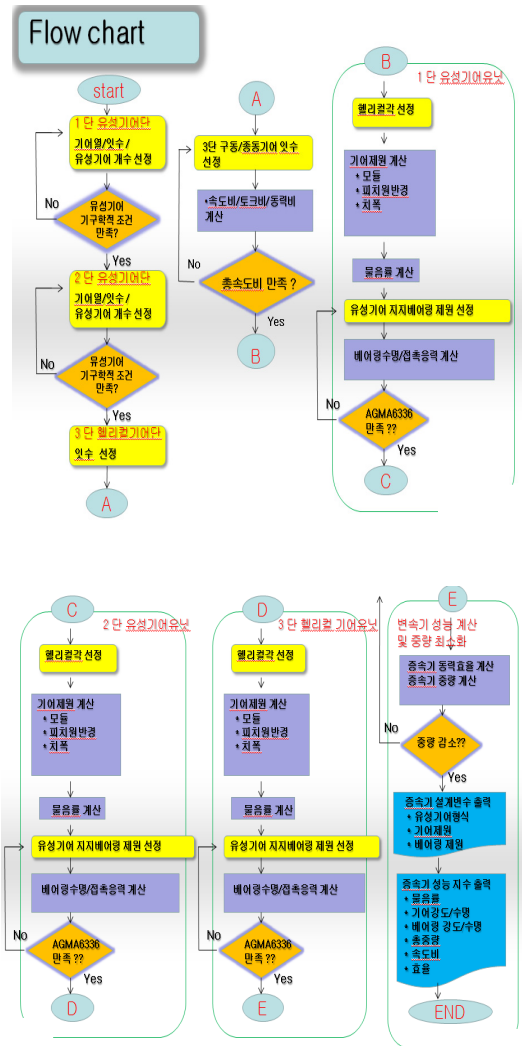 Flow chart
start
1 단 유성기어단
기어열/잇수/
유성기어 개수 선정
No
유성기어
기구학적 조건
만족?
Yes
2 단 유성기어단
기어열/잇수/
유성기어 개수 선정
No
유성기어
기구학적 조건
만족?
Yes
3 단 헬리컬기어단
잇수 선정
A
A
3단 구동/종동기어 잇수
선정
*속도비/토크비/동력비
계산
No
총속도비 만족 ?
Yes
B
B
1 단 유성기어유닛
헬리컬각 선정
기어제원 계산
* 모듈
* 피치원반경
* 치폭
물음률 계산
유성기어 지지베어링 제원 선정
베어링수명/접촉응력 계산
No
AGMA6336
만족 ??
Yes
C
C
2 단 유성기어유닛
헬리컬각 선정
기어제원 계산
* 모듈
* 피치원반경
* 치폭
물음률 계산
유성기어 지지베어링 제원 선정
베어링수명/접촉응력 계산
No
AGMA6336
만족 ??
Yes
D
D
3 단 헬리컬 기어유닛
헬리컬각 선정
기어제원 계산
* 모듈
* 피치원반경
* 치폭
물음률 계산
유성기어 지지베어링 제원 선정
베어링수명/접촉응력 계산
No
AGMA6336
만족 ??
Yes
E
E
변속기 성능 계산
및 중량 최소화
증속기 동력효율 계산
증속기 중량 계산
No
중량 감소??
Yes
증속기 설계변수 출력
* 유성기어형식
* 기어제원
* 베어링 제원
증속기 성능 지수 출력
* 물음률
* 기어강도/수명
* 베어링 강도/수명
* 총중량
* 속도비
* 효율
END